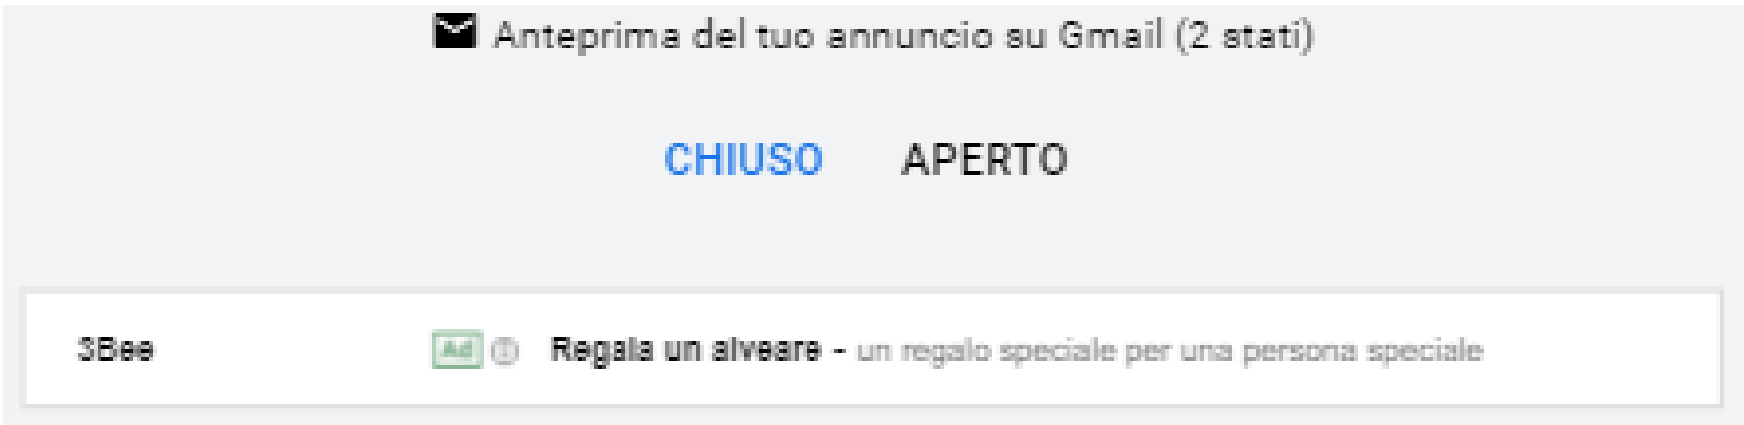 Anteprima del tuo annuncio su Gmail (2 stati)
CHIUSO APERTO
3Bee Ad Regala un alveare - un regalo speciale per una persona speciale